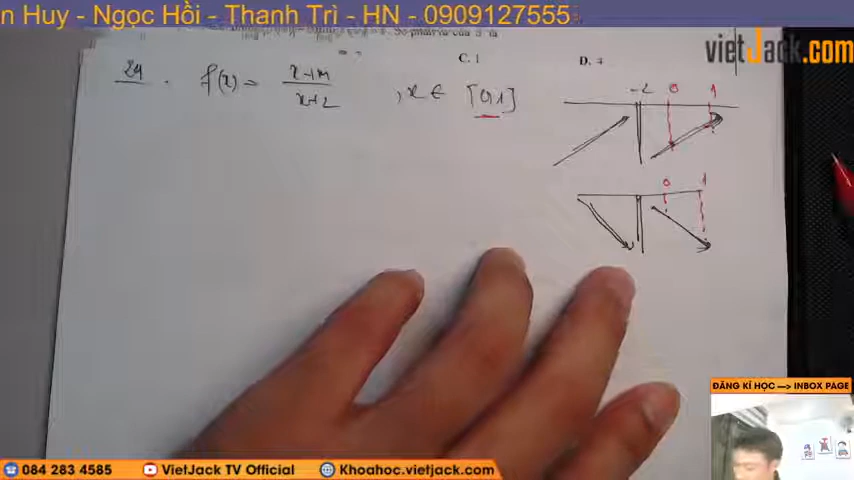 n Huy - Ngọc Hồi - Thanh Trì - HN - 0909127555
vietJack.com
C. 1
D. 4
24. f(x) = x+m / x+2 , x ∈ [0,1]
-2 0 1
0 1
ĐĂNG KÍ HỌC —> INBOX PAGE
084 283 4585 VietJack TV Official Khoahoc.vietjack.com